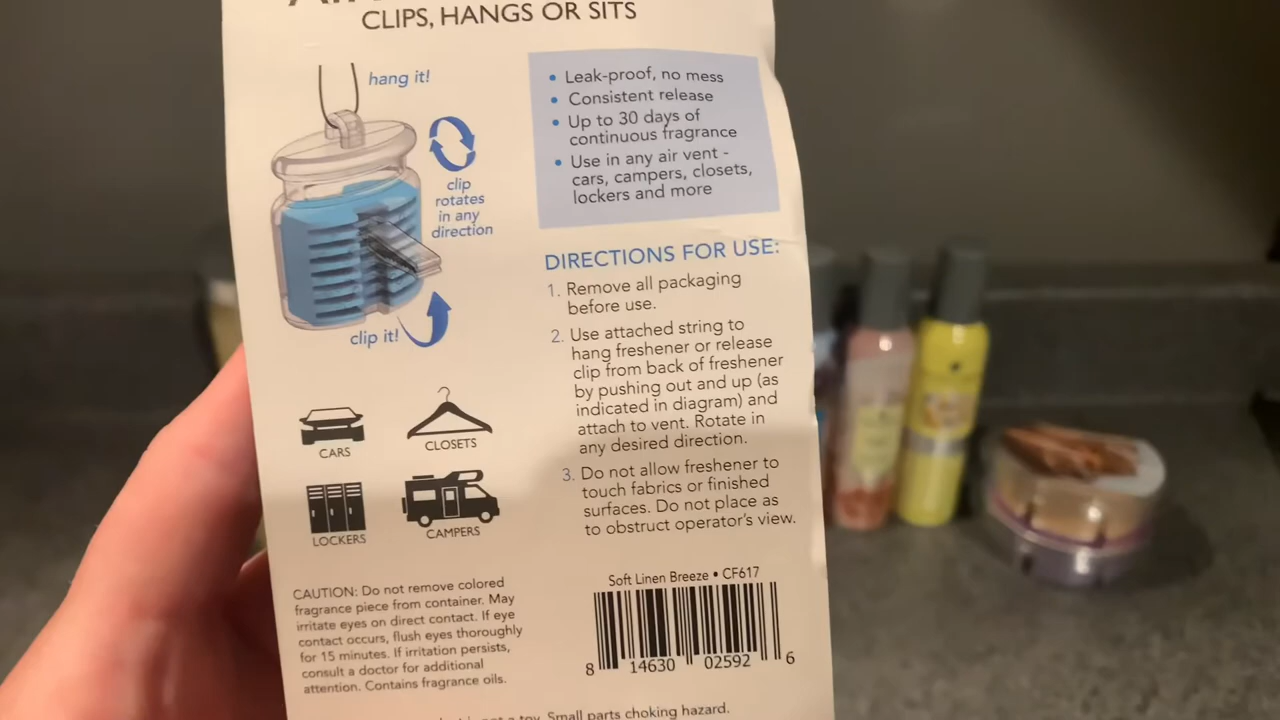 CLIPS, HANGS OR SITS
hang it!
clip
rotates
in any
direction
clip it!
• Leak-proof, no mess
• Consistent release
• Up to 30 days of
continuous fragrance
• Use in any air vent -
cars, campers, closets,
lockers and more
DIRECTIONS FOR USE:
1. Remove all packaging
before use.
2. Use attached string to
hang freshener or release
clip from back of freshener
by pushing out and up (as
indicated in diagram) and
attach to vent. Rotate in
any desired direction.
3. Do not allow freshener to
touch fabrics or finished
surfaces. Do not place as
to obstruct operator's view.
CARS
CLOSETS
LOCKERS
CAMPERS
CAUTION: Do not remove colored
fragrance piece from container. May
irritate eyes on direct contact. If eye
contact occurs, flush eyes thoroughly
for 15 minutes. If irritation persists,
consult a doctor for additional
attention. Contains fragrance oils.
Soft Linen Breeze • CF617
8 14630 02592 6
not a toy. Small parts choking hazard.